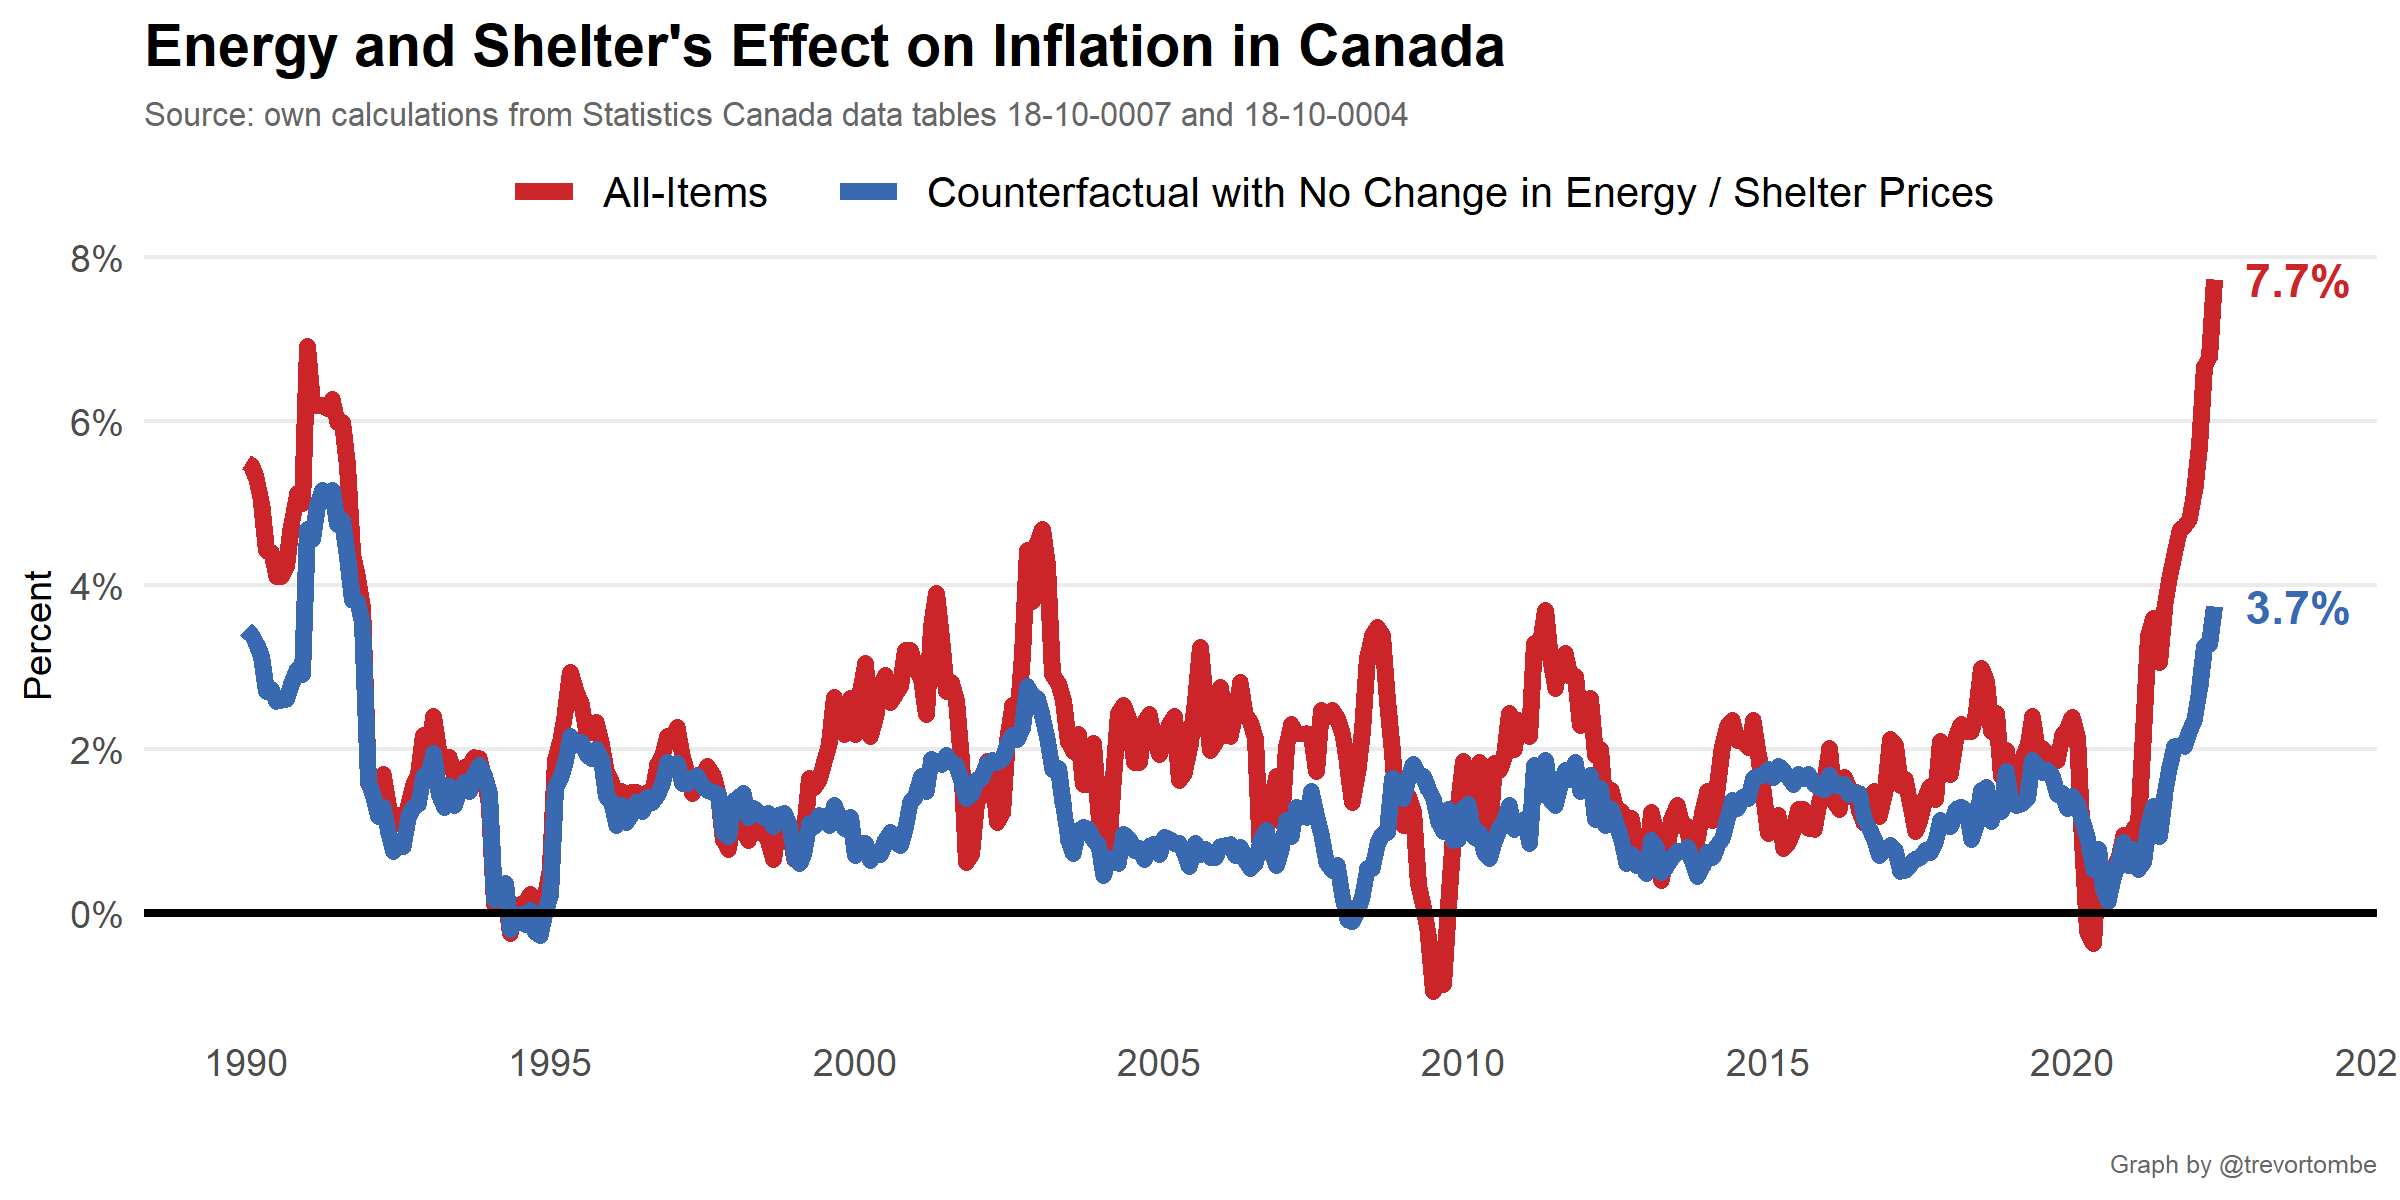 Energy and Shelter's Effect on Inflation in Canada
Source: own calculations from Statistics Canada data tables 18-10-0007 and 18-10-0004
All-Items
Counterfactual with No Change in Energy / Shelter Prices
8%
6%
4%
2%
0%
Percent
7.7%
3.7%
1990
1995
2000
2005
2010
2015
2020
202
Graph by @trevortombe